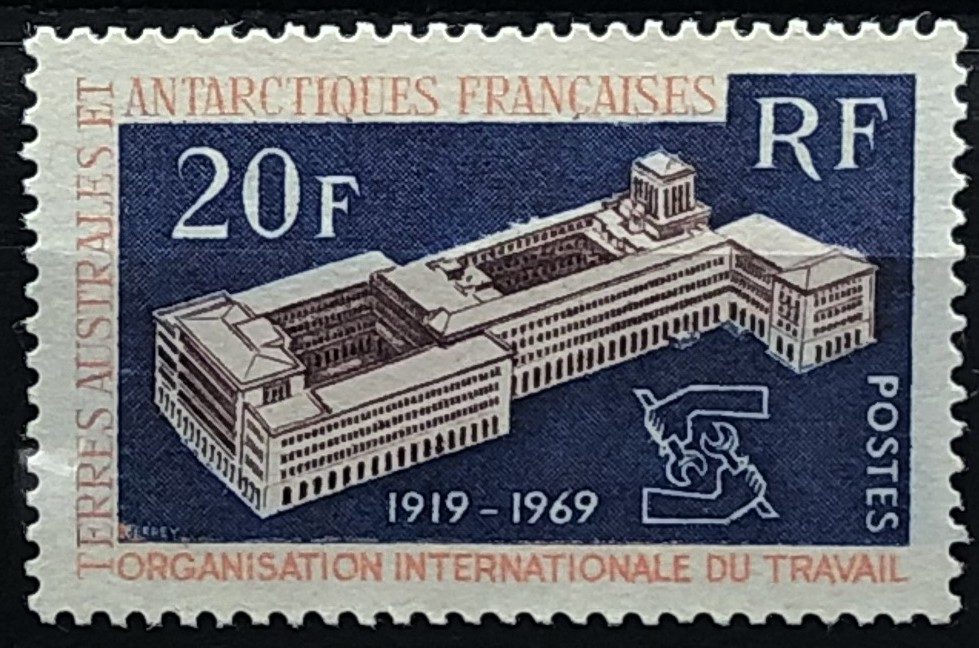 TERRES AUSTRALES ET
ANTARCTIQUES FRANÇAISES
RF
20F
POSTES
1919-1969
ORGANISATION INTERNATIONALE DU TRAVAIL